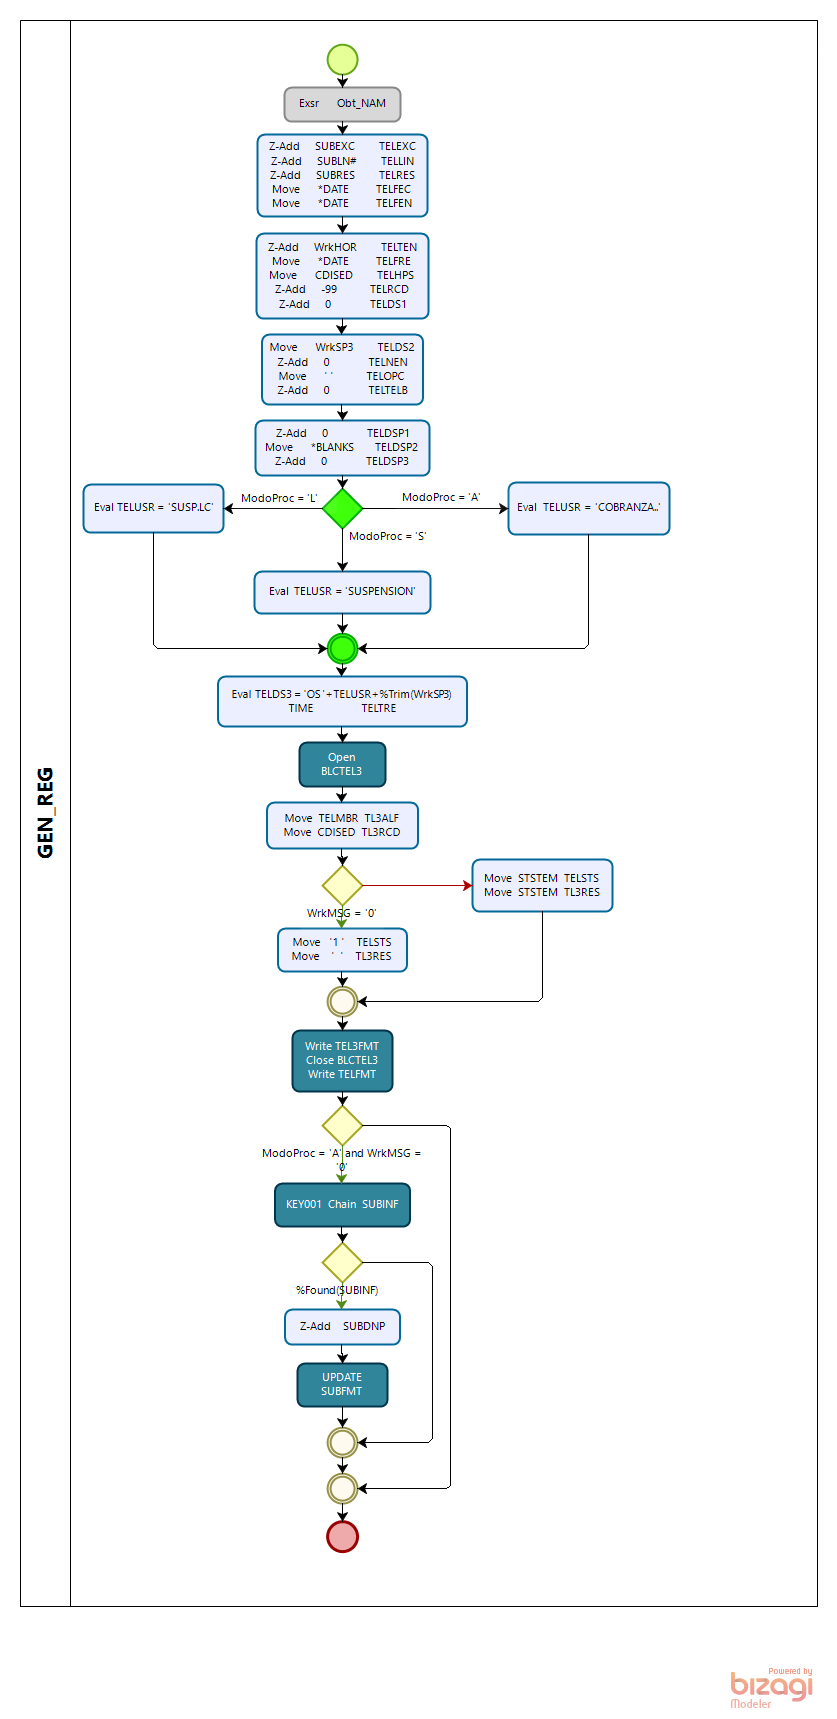 GEN_REG
Exsr Obt_NAM
Z-Add SUBEXC TELEXC
Z-Add SUBLN# TELLIN
Z-Add SUBRES TELRES
Move *DATE TELFEC
Move *DATE TELFEN
Z-Add WrkHOR TELTEN
Move *DATE TELFRE
Move CDISED TELHPS
Z-Add -99 TELRCD
Z-Add 0 TELDS1
Move WrkSP3 TELDS2
Z-Add 0 TELNEN
Move ' ' TELOPC
Z-Add 0 TELTELB
Z-Add 0 TELDSP1
Move *BLANKS TELDSP2
Z-Add 0 TELDSP3
ModoProc = 'L'
ModoProc = 'A'
Eval TELUSR = 'SUSP.LC'
Eval TELUSR = 'COBRANZA..'
ModoProc = 'S'
Eval TELUSR = 'SUSPENSION'
Eval TELDS3 = 'OS '+TELUSR+%Trim(WrkSP3)
TIME TELTRE
Open
BLCTEL3
Move TELMBR TL3ALF
Move CDISED TL3RCD
Move STSTEM TELSTS
Move STSTEM TL3RES
WrkMSG = '0'
Move '1 ' TELSTS
Move ' ' TL3RES
Write TEL3FMT
Close BLCTEL3
Write TELFMT
ModoProc = 'A' and WrkMSG =
'0'
KEY001 Chain SUBINF
%Found(SUBINF)
Z-Add SUBDNP
UPDATE
SUBFMT
Powered by
bizagi
Modeler